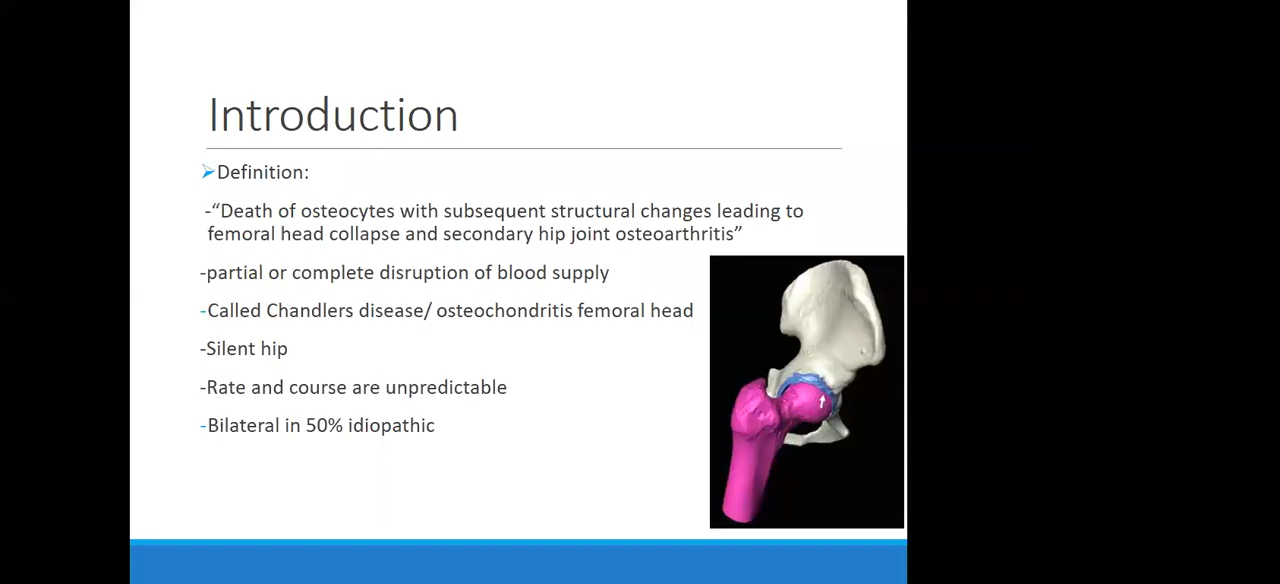 Introduction
➢Definition:
-“Death of osteocytes with subsequent structural changes leading to
femoral head collapse and secondary hip joint osteoarthritis”
-partial or complete disruption of blood supply
-Called Chandlers disease/ osteochondritis femoral head
-Silent hip
-Rate and course are unpredictable
-Bilateral in 50% idiopathic